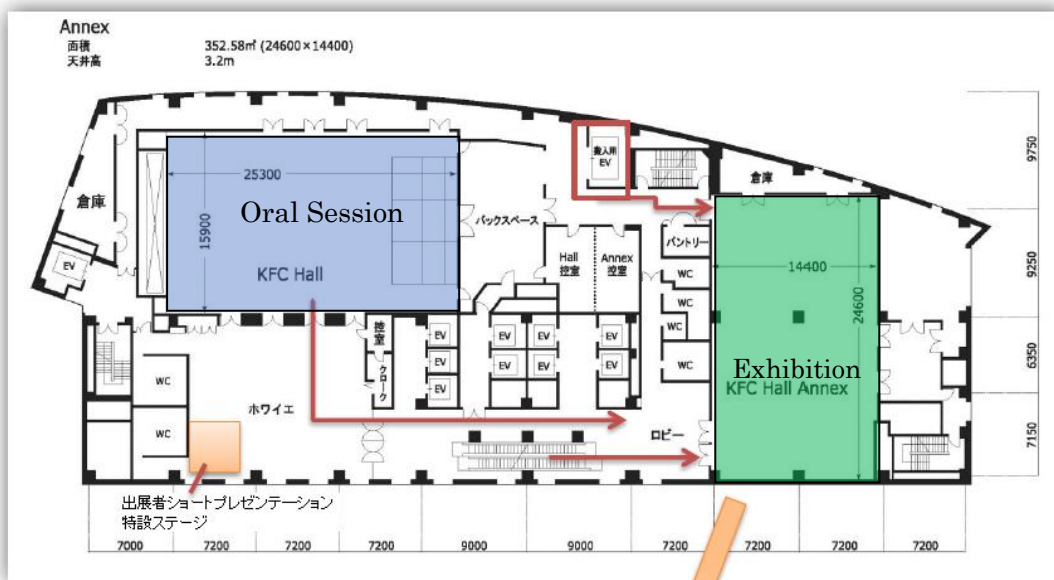 Annex
面積 352.58㎡ (24600×14400)
天井高 3.2m
搬入用
EV
倉庫
9750
倉庫
25300
Oral Session
15900
KFC Hall
バックスペース
パントリー
Hall
控室
Annex
控室
WC
WC
WC
WC
14400
24600
9250
EV
控室
クローク
EV
EV
EV
EV
EV
EV
EV
EV
EV
Exhibition
KFC Hall Annex
6350
WC
WC
ホワイエ
ロビー
7150
出展者ショートプレゼンテーション
特設ステージ
7000 7200 7200 7200 9000 9000 7200 7200 7200 7200